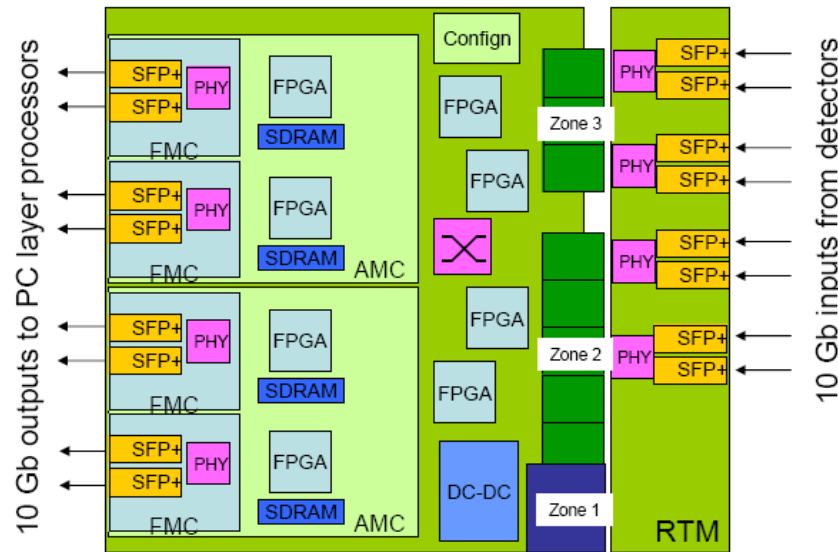 10 Gb outputs to PC layer processors
SFP+
SFP+
PHY
FMC
FPGA
SDRAM
SFP+
SFP+
PHY
FMC
FPGA
SDRAM
AMC
SFP+
SFP+
PHY
FMC
FPGA
SDRAM
SFP+
SFP+
PHY
FMC
FPGA
SDRAM
AMC
Confign
FPGA
FPGA
FPGA
FPGA
DC-DC
Zone 3
Zone 2
Zone 1
PHY
SFP+
SFP+
PHY
SFP+
SFP+
PHY
SFP+
SFP+
PHY
SFP+
SFP+
RTM
10 Gb inputs from detectors